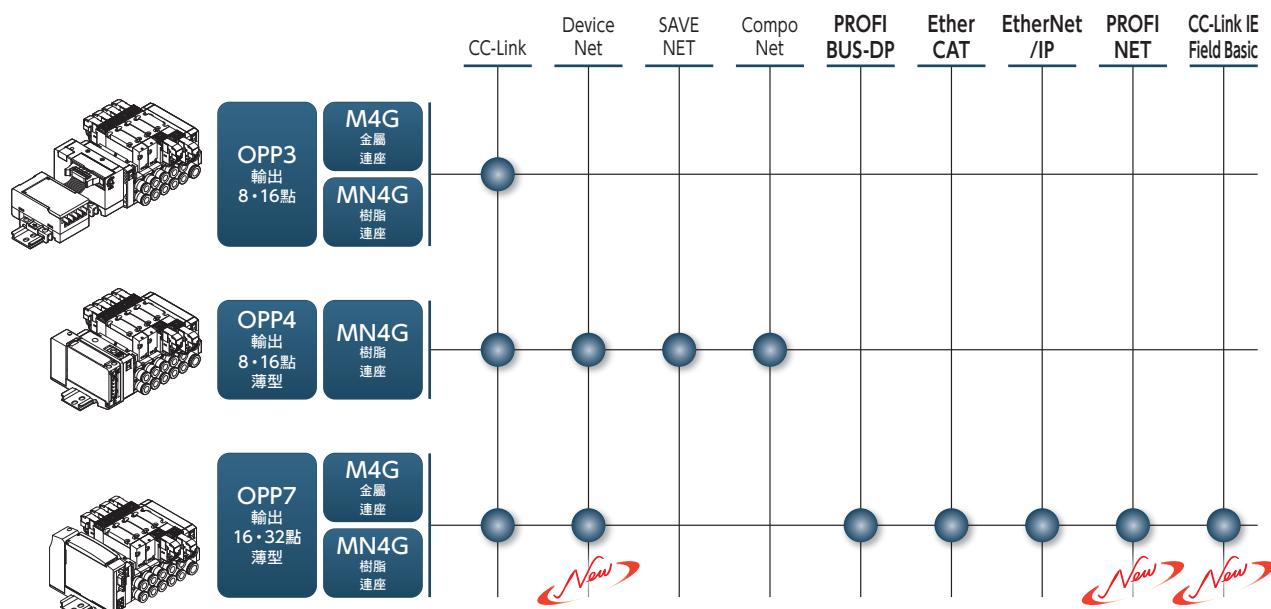 CC-Link
Device
Net
SAVE
NET
Compo
Net
PROFI
BUS-DP
Ether
CAT
EtherNet
/IP
PROFI
NET
CC-Link IE
Field Basic
OPP3
輸出
8・16點
M4G
金屬
連座
MN4G
樹脂
連座
OPP4
輸出
8・16點
薄型
MN4G
樹脂
連座
OPP7
輸出
16・32點
薄型
M4G
金屬
連座
MN4G
樹脂
連座
New
New
New